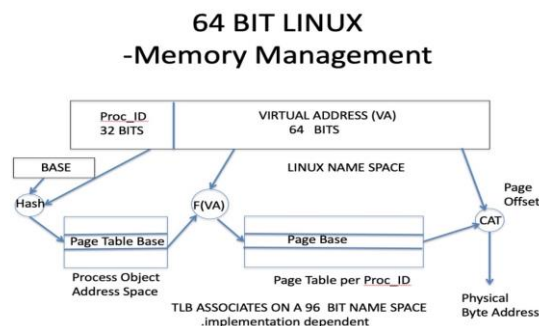 64 BIT LINUX
-Memory Management
Proc_ID
32 BITS
VIRTUAL ADDRESS (VA)
64 BITS
BASE
LINUX NAME SPACE
Hash
F(VA)
Page
Offset
CAT
Page Table Base
Page Base
Process Object
Address Space
Page Table per Proc_ID
Physical
Byte Address
TLB ASSOCIATES ON A 96 BIT NAME SPACE
.implementation dependent